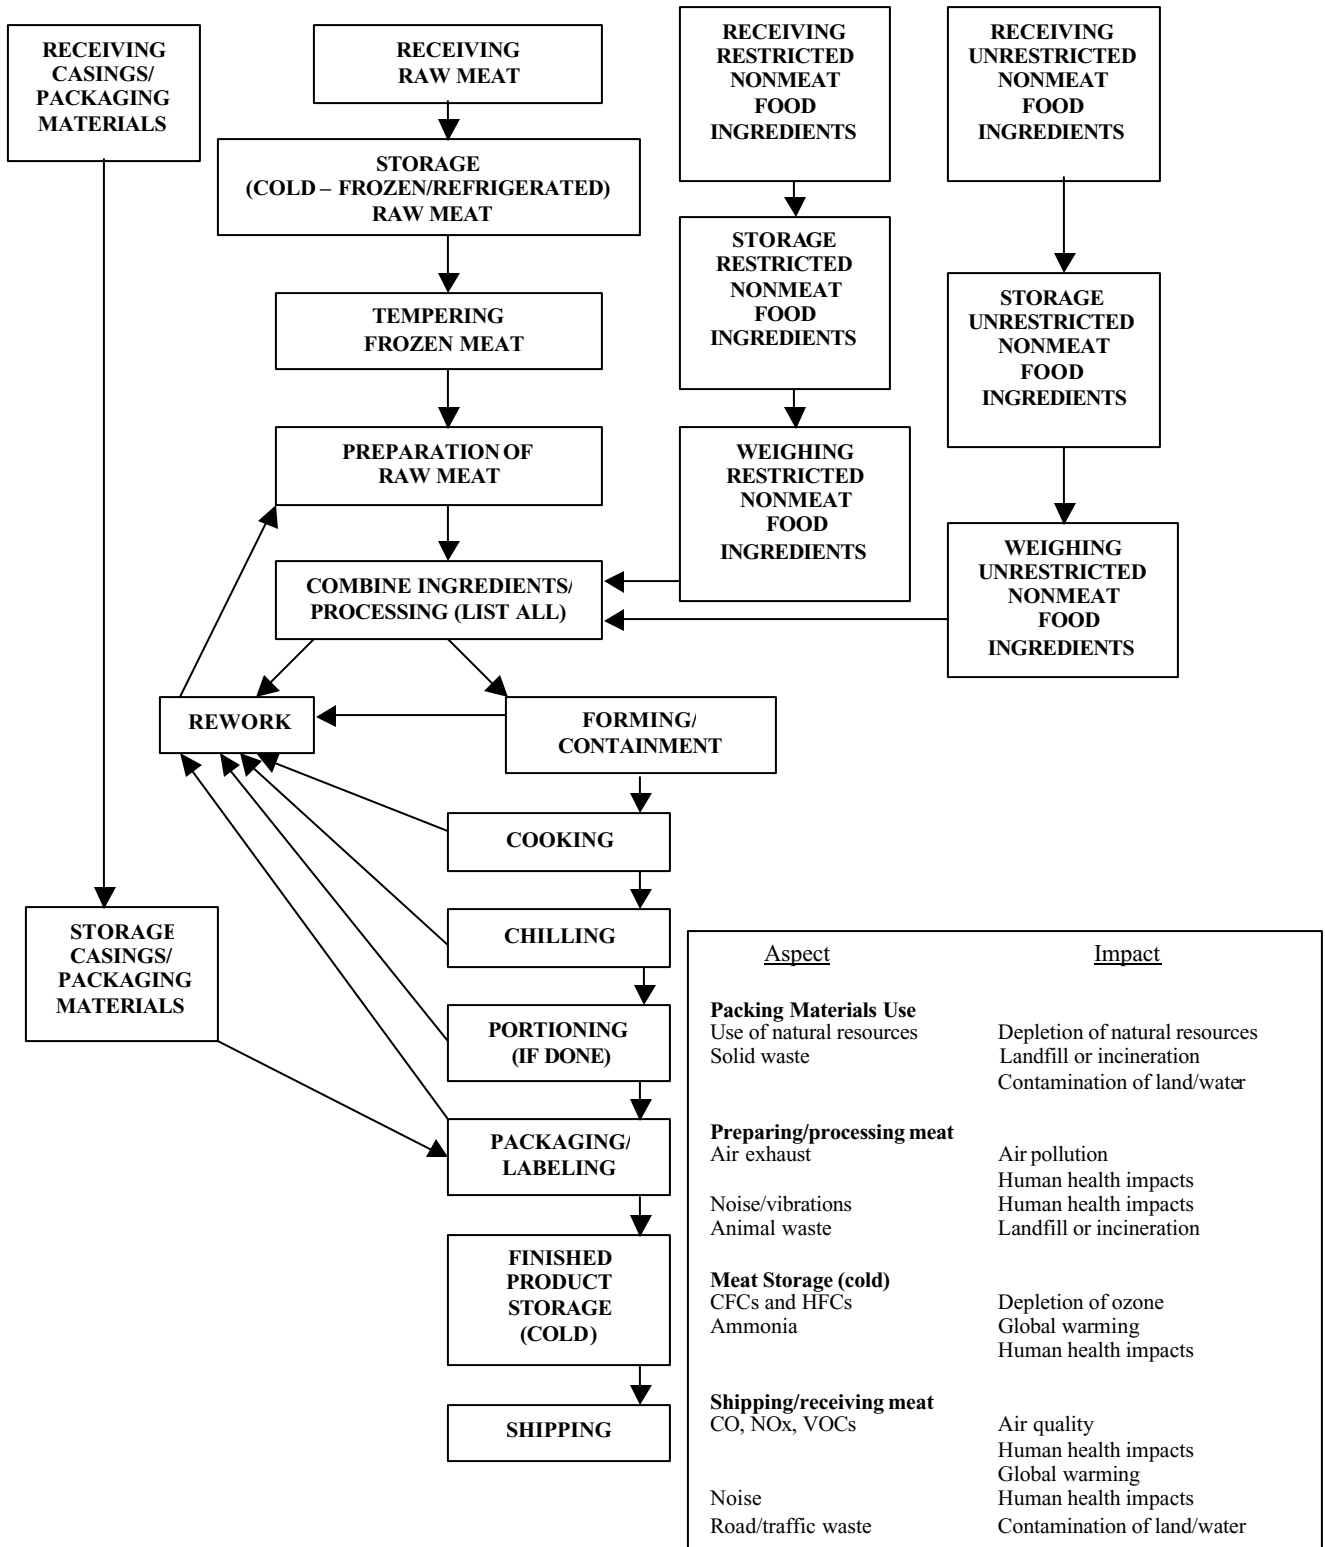 RECEIVING
CASINGS/
PACKAGING
MATERIALS
RECEIVING
RAW MEAT
RECEIVING
RESTRICTED
NONMEAT
FOOD
INGREDIENTS
RECEIVING
UNRESTRICTED
NONMEAT
FOOD
INGREDIENTS
STORAGE
(COLD – FROZEN/REFRIGERATED)
RAW MEAT
STORAGE
RESTRICTED
NONMEAT
FOOD
INGREDIENTS
STORAGE
UNRESTRICTED
NONMEAT
FOOD
INGREDIENTS
TEMPERING
FROZEN MEAT
PREPARATION OF
RAW MEAT
WEIGHING
RESTRICTED
NONMEAT
FOOD
INGREDIENTS
WEIGHING
UNRESTRICTED
NONMEAT
FOOD
INGREDIENTS
COMBINE INGREDIENTS/
PROCESSING (LIST ALL)
REWORK
FORMING/
CONTAINMENT
COOKING
CHILLING
STORAGE
CASINGS/
PACKAGING
MATERIALS
PORTIONING
(IF DONE)
PACKAGING/
LABELING
FINISHED
PRODUCT
STORAGE
(COLD)
SHIPPING
Aspect Impact
Packing Materials Use
Use of natural resources Depletion of natural resources
Solid waste Landfill or incineration
Contamination of land/water
Preparing/processing meat
Air exhaust Air pollution
Human health impacts
Noise/vibrations Human health impacts
Animal waste Landfill or incineration
Meat Storage (cold)
CFCs and HFCs Depletion of ozone
Ammonia Global warming
Human health impacts
Shipping/receiving meat
CO, NOx, VOCs Air quality
Human health impacts
Global warming
Noise Human health impacts
Road/traffic waste Contamination of land/water